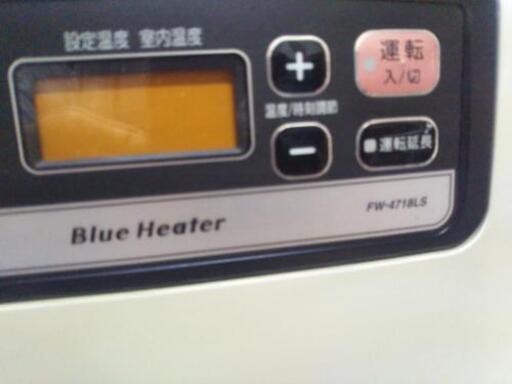 設定温度 室内温度
+
運転
入/切
温度/時刻調節
-
運転延長
Blue Heater
FW-4718LS